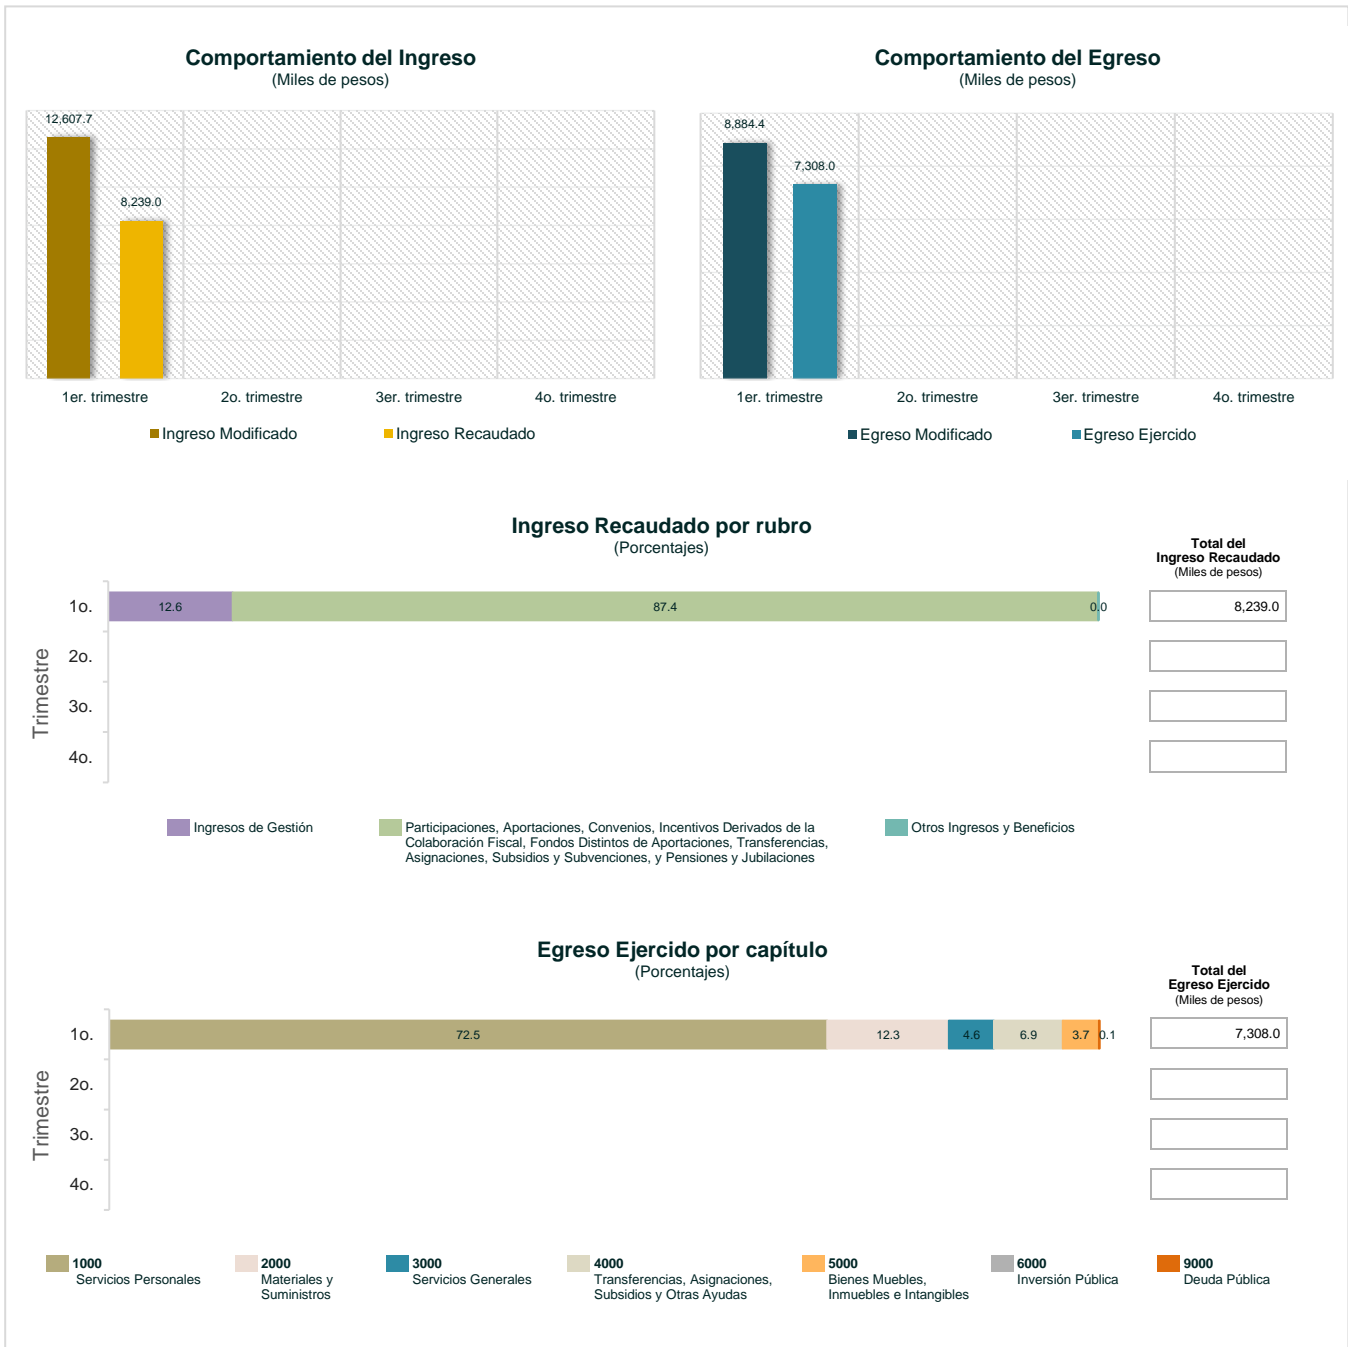 Comportamiento del Ingreso
(Miles de pesos)
12,607.7
8,239.0
1er. trimestre
2o. trimestre
3er. trimestre
4o. trimestre
Ingreso Modificado
Ingreso Recaudado
Comportamiento del Egreso
(Miles de pesos)
8,884.4
7,308.0
1er. trimestre
2o. trimestre
3er. trimestre
4o. trimestre
Egreso Modificado
Egreso Ejercido
Ingreso Recaudado por rubro
(Porcentajes)
Total del
Ingreso Recaudado
(Miles de pesos)
Trimestre
1o.
12.6
87.4
0.0
8,239.0
2o.
3o.
4o.
Ingresos de Gestión
Participaciones, Aportaciones, Convenios, Incentivos Derivados de la
Colaboración Fiscal, Fondos Distintos de Aportaciones, Transferencias,
Asignaciones, Subsidios y Subvenciones, y Pensiones y Jubilaciones
Otros Ingresos y Beneficios
Egreso Ejercido por capítulo
(Porcentajes)
Total del
Egreso Ejercido
(Miles de pesos)
Trimestre
1o.
72.5
12.3
4.6
6.9
3.7
0.1
7,308.0
2o.
3o.
4o.
1000
Servicios Personales
2000
Materiales y
Suministros
3000
Servicios Generales
4000
Transferencias, Asignaciones,
Subsidios y Otras Ayudas
5000
Bienes Muebles,
Inmuebles e Intangibles
6000
Inversión Pública
9000
Deuda Pública